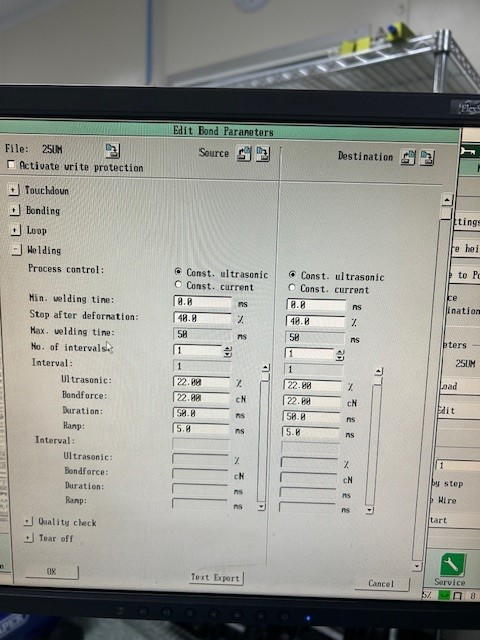 Edit Bond Parameters
File: 25UM Source Destination
Activate write protection
+ Touchdown
+ Bonding
+ Loop
- Welding
Process control: Const. ultrasonic Const. ultrasonic
Const. current Const. current
Min. welding time: 0.0 ms 0.0 ms
Stop after deformation: 40.0 % 40.0 %
Max. welding time: 50 ms 50 ms
No. of intervals: 1 1
Interval: 1 1
Ultrasonic: 22.00 % 22.00 %
Bondforce: 22.00 cN 22.00 cN
Duration: 50.0 ms 50.0 ms
Ramp: 5.0 ms 5.0 ms
Interval:
Ultrasonic: % %
Bondforce: cN cN
Duration: ms ms
Ramp: ms ms
+ Quality check
+ Tear off
OK Text Export Cancel
ttings
re hei
to Po
ce
ination
eters
25UM
oad
dit
1
by step
Wire
tart
Service
5%
8